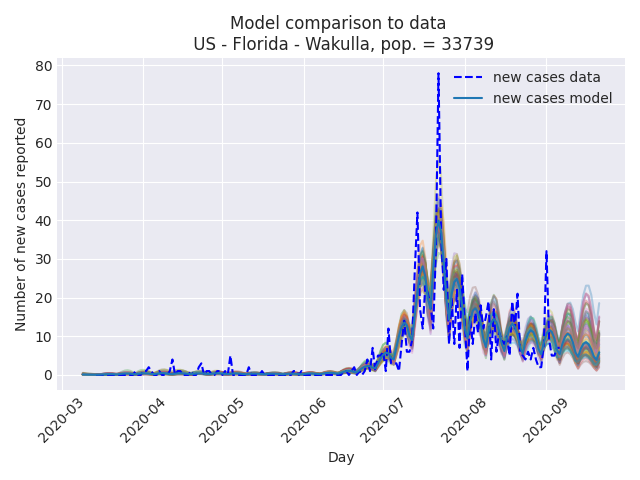 Model comparison to data
US - Florida - Wakulla, pop. = 33739
Number of new cases reported
80
70
60
50
40
30
20
10
0
new cases data
new cases model
2020-03
2020-04
2020-05
2020-06
2020-07
2020-08
2020-09
Day